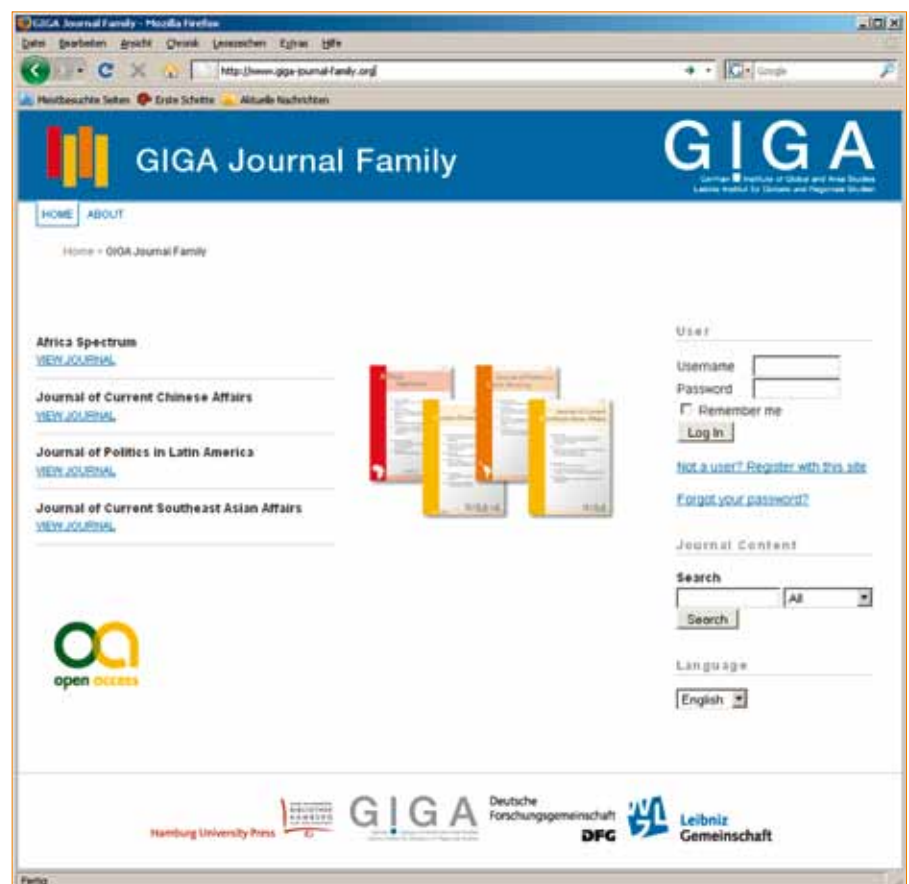 GIGA Journal Family - Mozilla Firefox
Datei Bearbeiten Ansicht Chronik Lesezeichen Extras Hilfe
http://www.giga-journal-family.org/
Google
Meistbesuchte Seiten Erste Schritte Aktuelle Nachrichten
GIGA Journal Family
GIGA
German Institute of Global and Area Studies
Leibniz-Institut für Globale und Regionale Studien
HOME ABOUT
Home > GIGA Journal Family
Africa Spectrum
VIEW JOURNAL
Journal of Current Chinese Affairs
VIEW JOURNAL
Journal of Politics in Latin America
VIEW JOURNAL
Journal of Current Southeast Asian Affairs
VIEW JOURNAL
open access
User
Username
Password
Remember me
Log In
Not a user? Register with this site
Forgot your password?
Journal Content
Search
All
Search
Language
English
Hamburg University Press
GIGA
Deutsche
Forschungsgemeinschaft
DFG
Leibniz
Gemeinschaft
Fertig